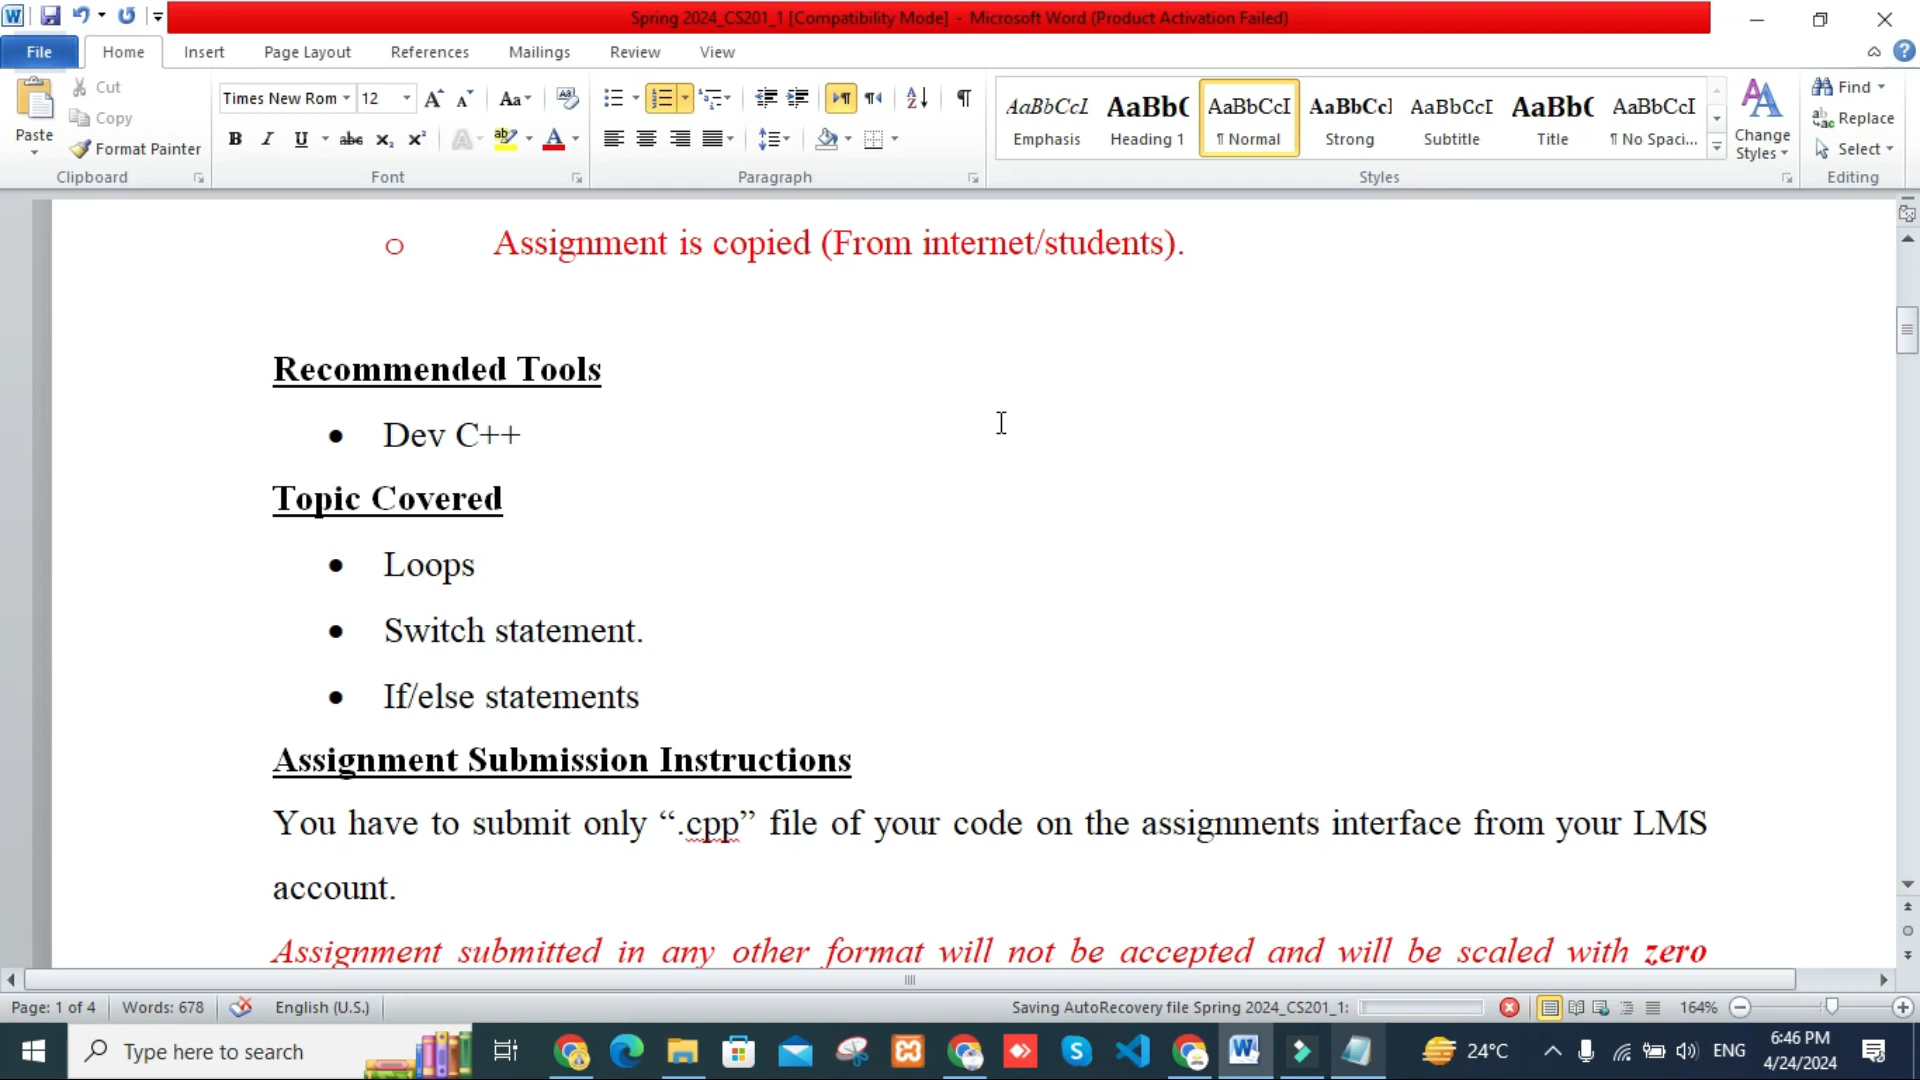 Spring 2024_CS201_1 [Compatibility Mode] - Microsoft Word (Product Activation Failed)
File Home Insert Page Layout References Mailings Review View
Paste
Cut
Copy
Format Painter
Clipboard
Times New Rom 12
Font
Paragraph
AaBbCcI AaBb( AaBbCcI AaBbCcI AaBbCcI AaBb( AaBbCcI
Emphasis Heading 1 ¶ Normal Strong Subtitle Title ¶ No Spaci...
Change Styles
Styles
Find
Replace
Select
Editing
o Assignment is copied (From internet/students).
Recommended Tools
• Dev C++
Topic Covered
• Loops
• Switch statement.
• If/else statements
Assignment Submission Instructions
You have to submit only “.cpp” file of your code on the assignments interface from your LMS
account.
Assignment submitted in any other format will not be accepted and will be scaled with zero
Page: 1 of 4 Words: 678 English (U.S.) Saving AutoRecovery file Spring 2024_CS201_1: 164%
Type here to search
24°C ENG
6:46 PM
4/24/2024